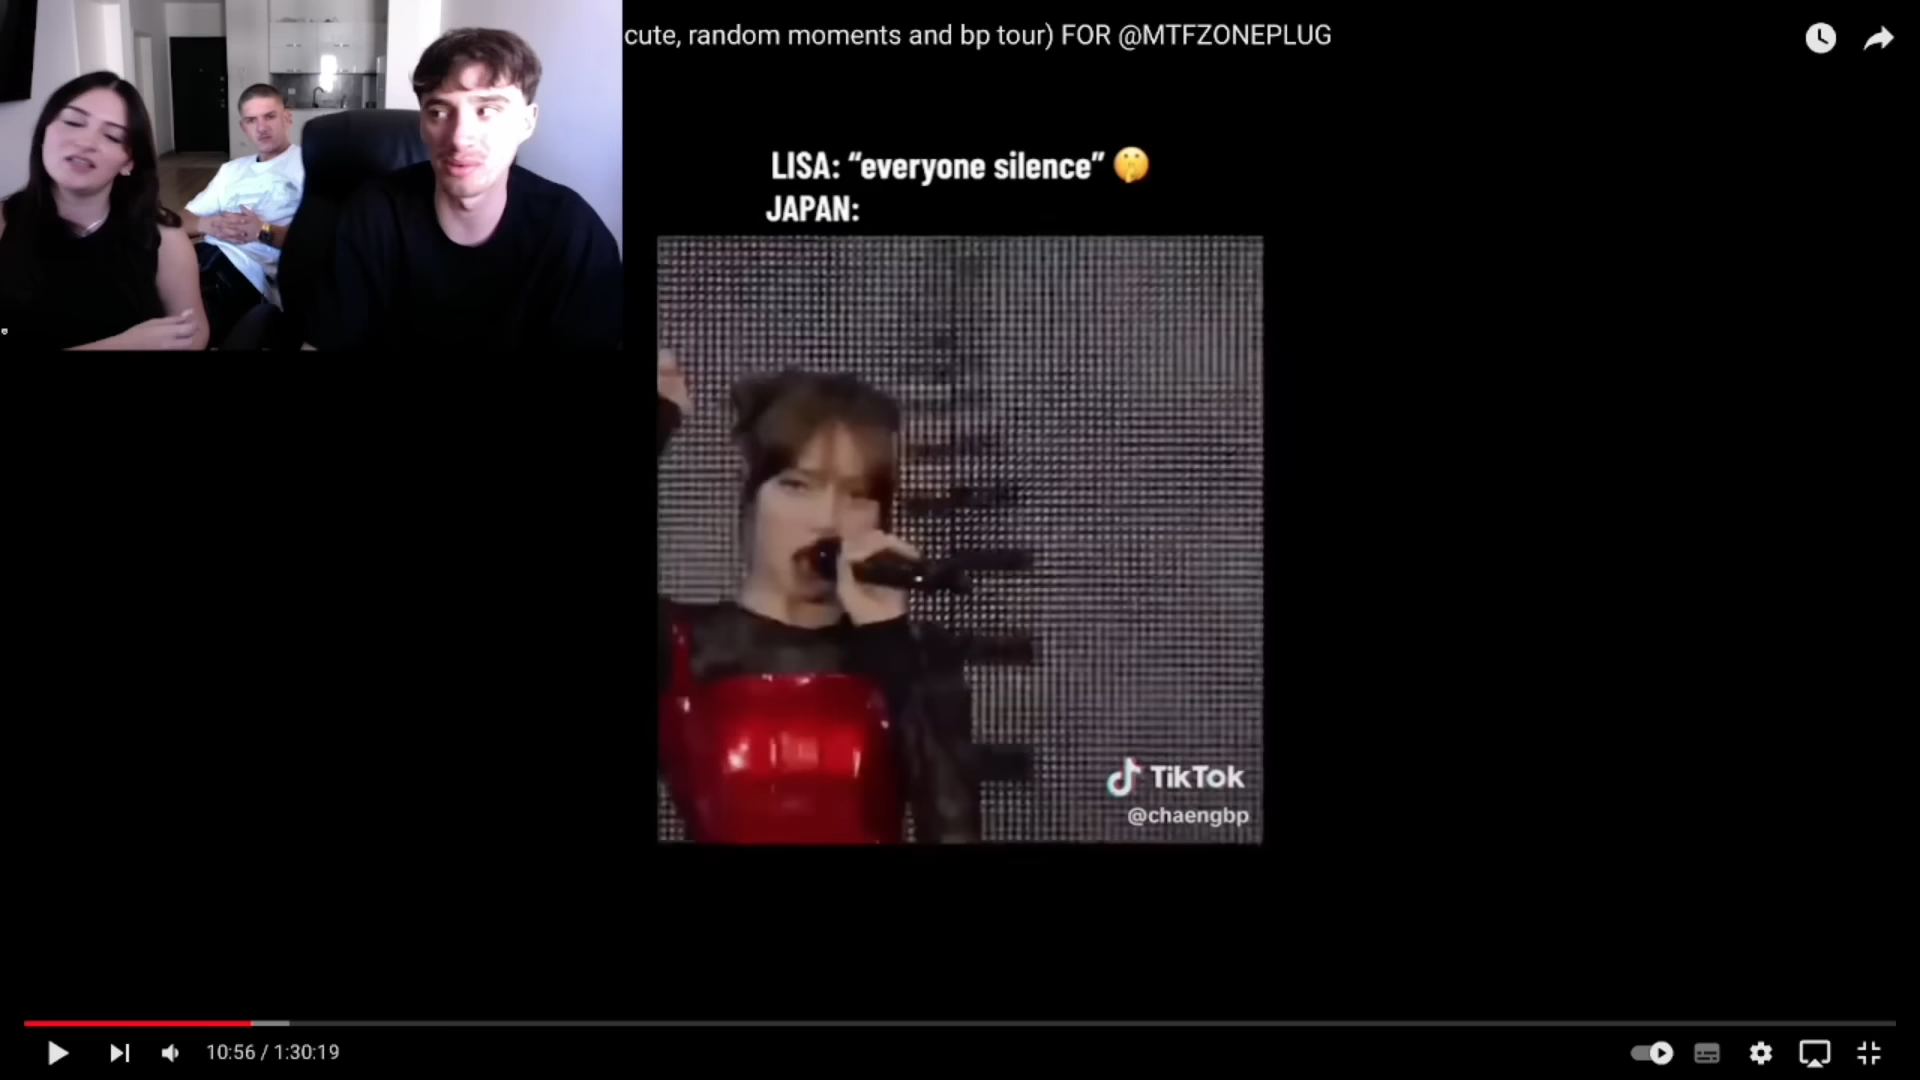 cute, random moments and bp tour) FOR @MTFZONEPLUG
LISA: “everyone silence” 🤫
JAPAN:
TikTok
@chaengbp
10:56 / 1:30:19